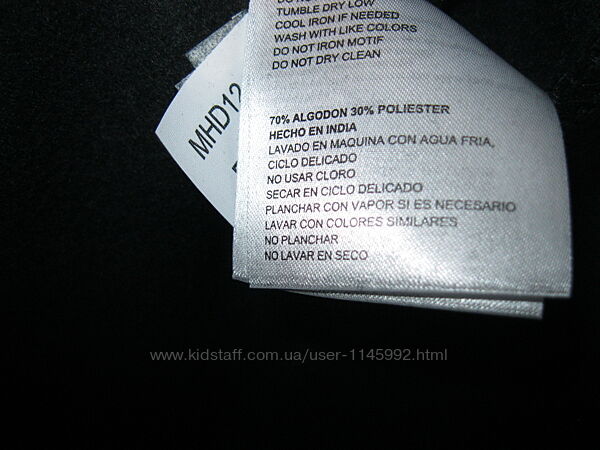 TUMBLE DRY LOW
COOL IRON IF NEEDED
WASH WITH LIKE COLORS
DO NOT IRON MOTIF
DO NOT DRY CLEAN
MHD12
70% ALGODON 30% POLIESTER
HECHO EN INDIA
LAVADO EN MAQUINA CON AGUA FRIA,
CICLO DELICADO
NO USAR CLORO
SECAR EN CICLO DELICADO
PLANCHAR CON VAPOR SI ES NECESARIO
LAVAR CON COLORES SIMILARES
NO PLANCHAR
NO LAVAR EN SECO
www.kidstaff.com.ua/user-1145992.html